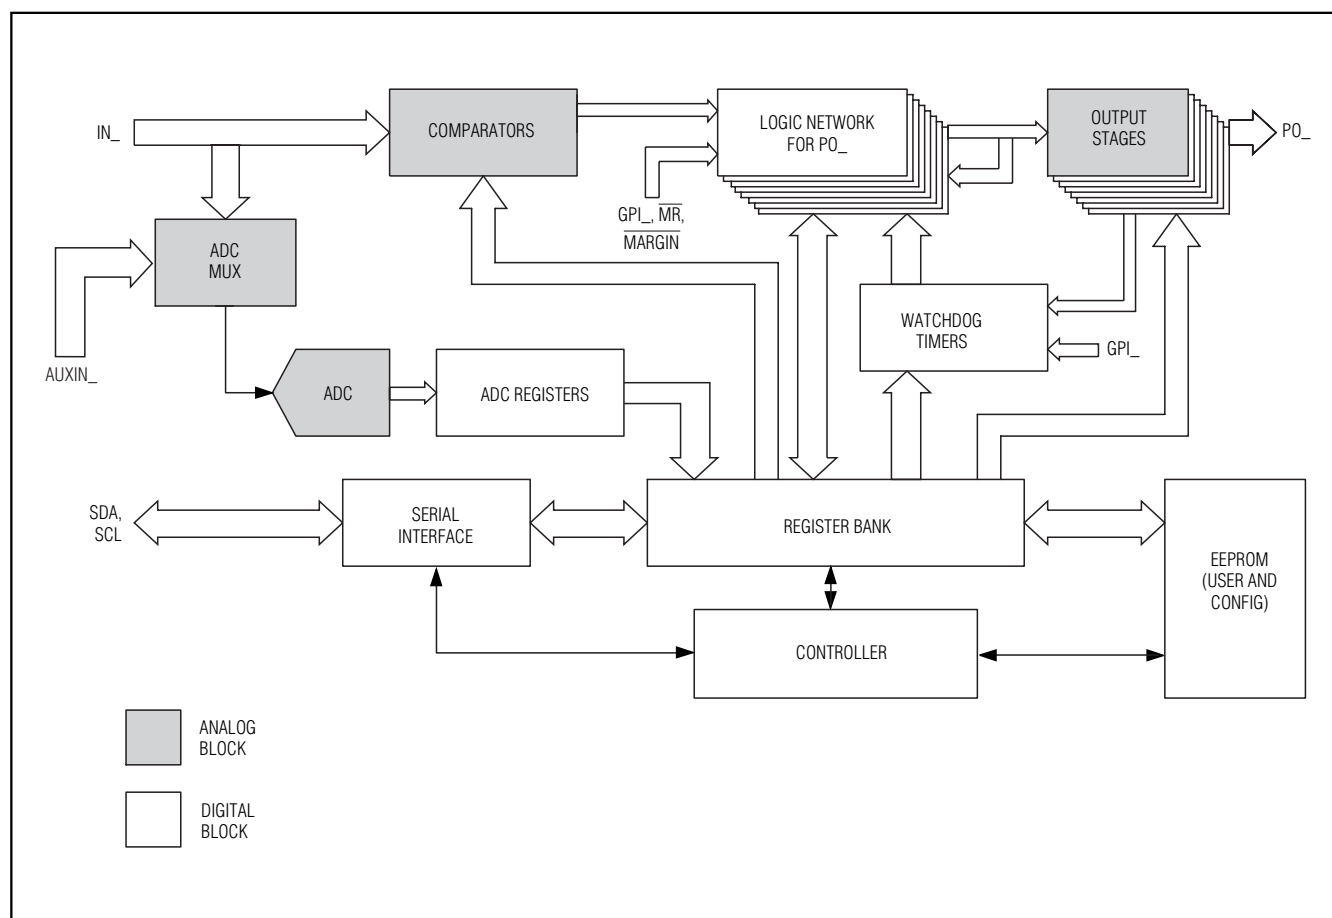 IN_
COMPARATORS
LOGIC NETWORK
FOR PO_
OUTPUT
STAGES
PO_
GPI_, MR,
MARGIN
ADC
MUX
AUXIN_
WATCHDOG
TIMERS
GPI_
ADC
ADC REGISTERS
SDA,
SCL
SERIAL
INTERFACE
REGISTER BANK
EEPROM
(USER AND
CONFIG)
CONTROLLER
ANALOG
BLOCK
DIGITAL
BLOCK